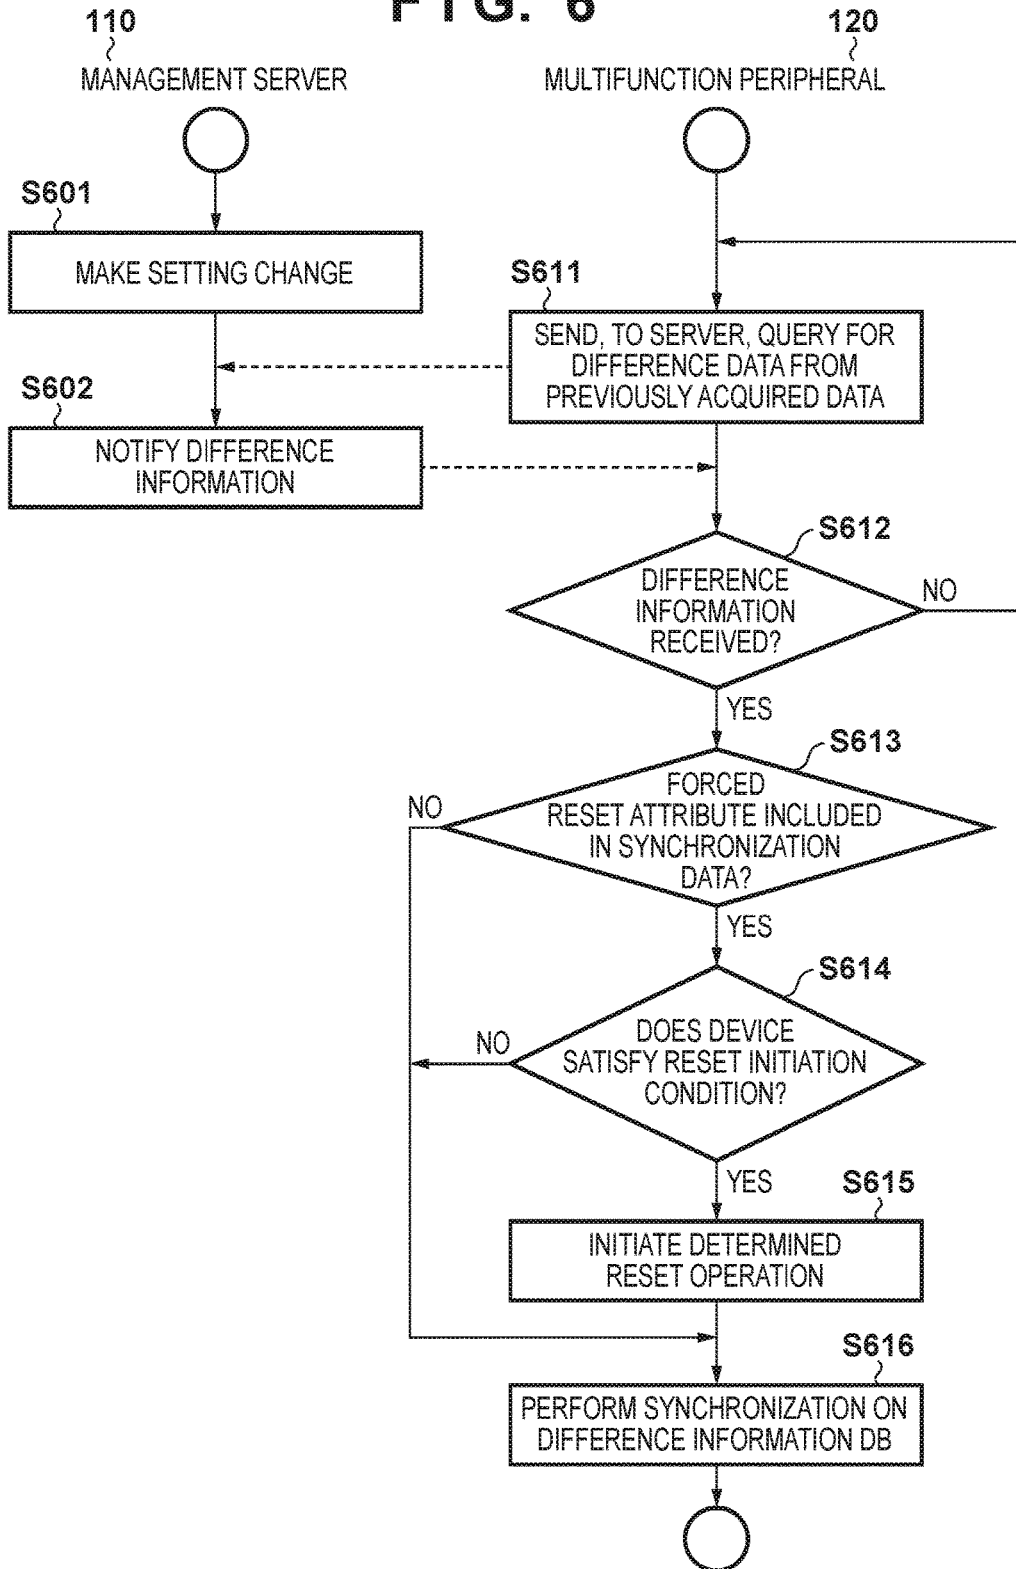 FIG. 6
110
120
MANAGEMENT SERVER
MULTIFUNCTION PERIPHERAL
S601
MAKE SETTING CHANGE
S611
SEND, TO SERVER, QUERY FOR
DIFFERENCE DATA FROM
PREVIOUSLY ACQUIRED DATA
S602
NOTIFY DIFFERENCE
INFORMATION
S612
DIFFERENCE
INFORMATION
RECEIVED?
NO
YES
S613
FORCED
RESET ATTRIBUTE INCLUDED
IN SYNCHRONIZATION
DATA?
NO
YES
S614
DOES DEVICE
SATISFY RESET INITIATION
CONDITION?
NO
YES
S615
INITIATE DETERMINED
RESET OPERATION
S616
PERFORM SYNCHRONIZATION ON
DIFFERENCE INFORMATION DB